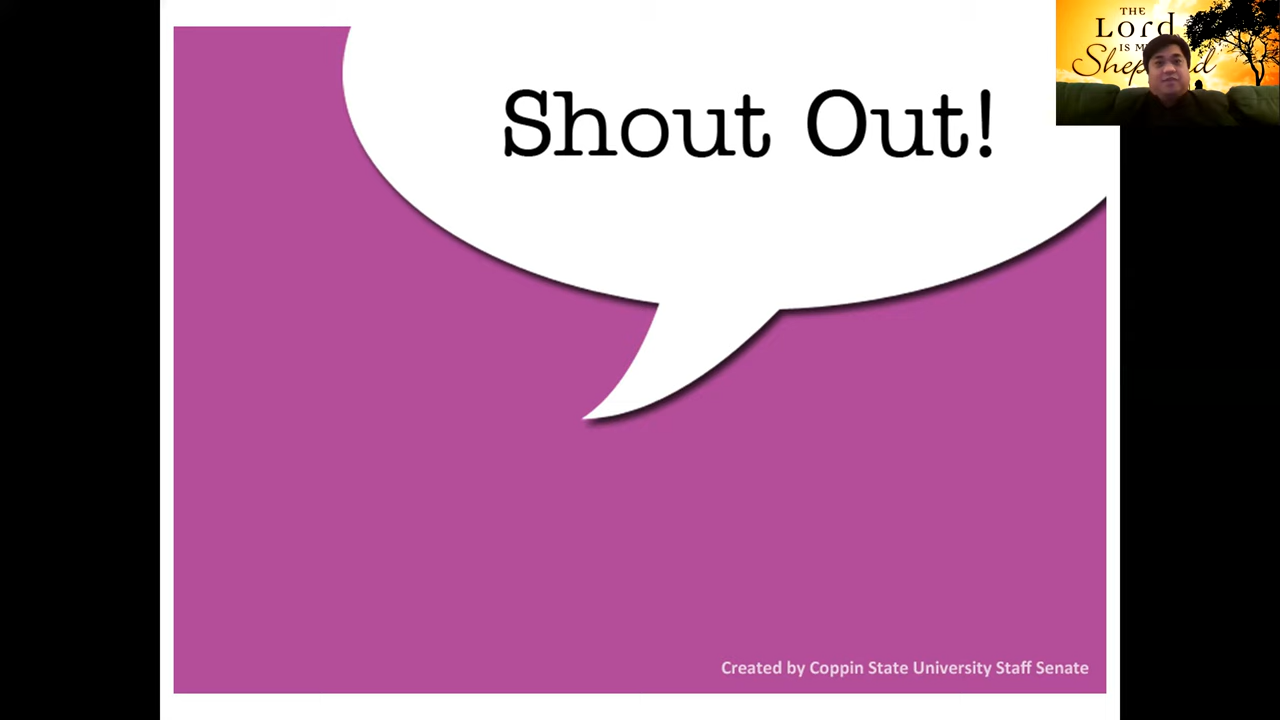 Shout Out!
THE
Lord
IS M
Shep d
Created by Coppin State University Staff Senate